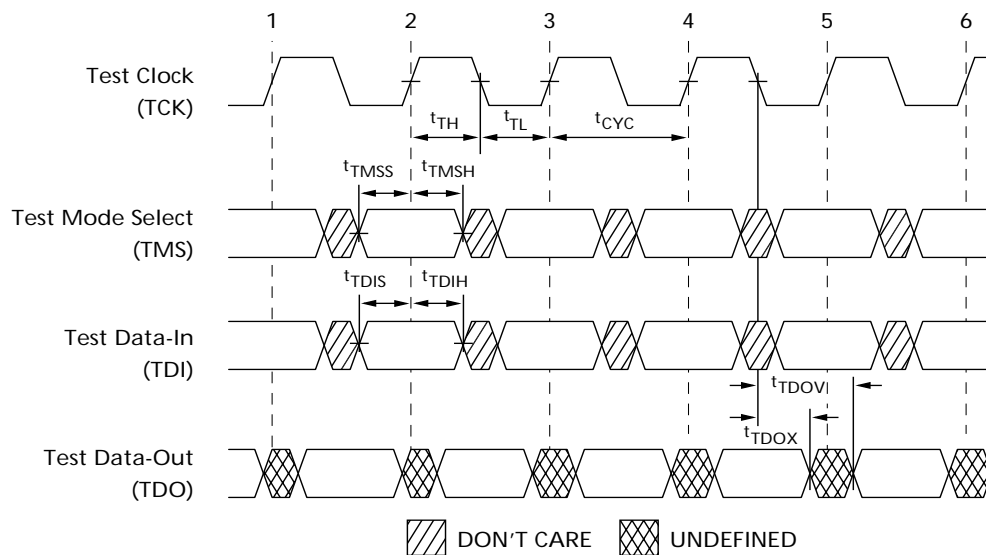 1 2 3 4 5 6
Test Clock
(TCK)
tTH tTL tCYC
tTMSS tTMSH
Test Mode Select
(TMS)
tTDIS tTDIH
Test Data-In
(TDI)
tTDOV
tTDOX
Test Data-Out
(TDO)
DON'T CARE UNDEFINED